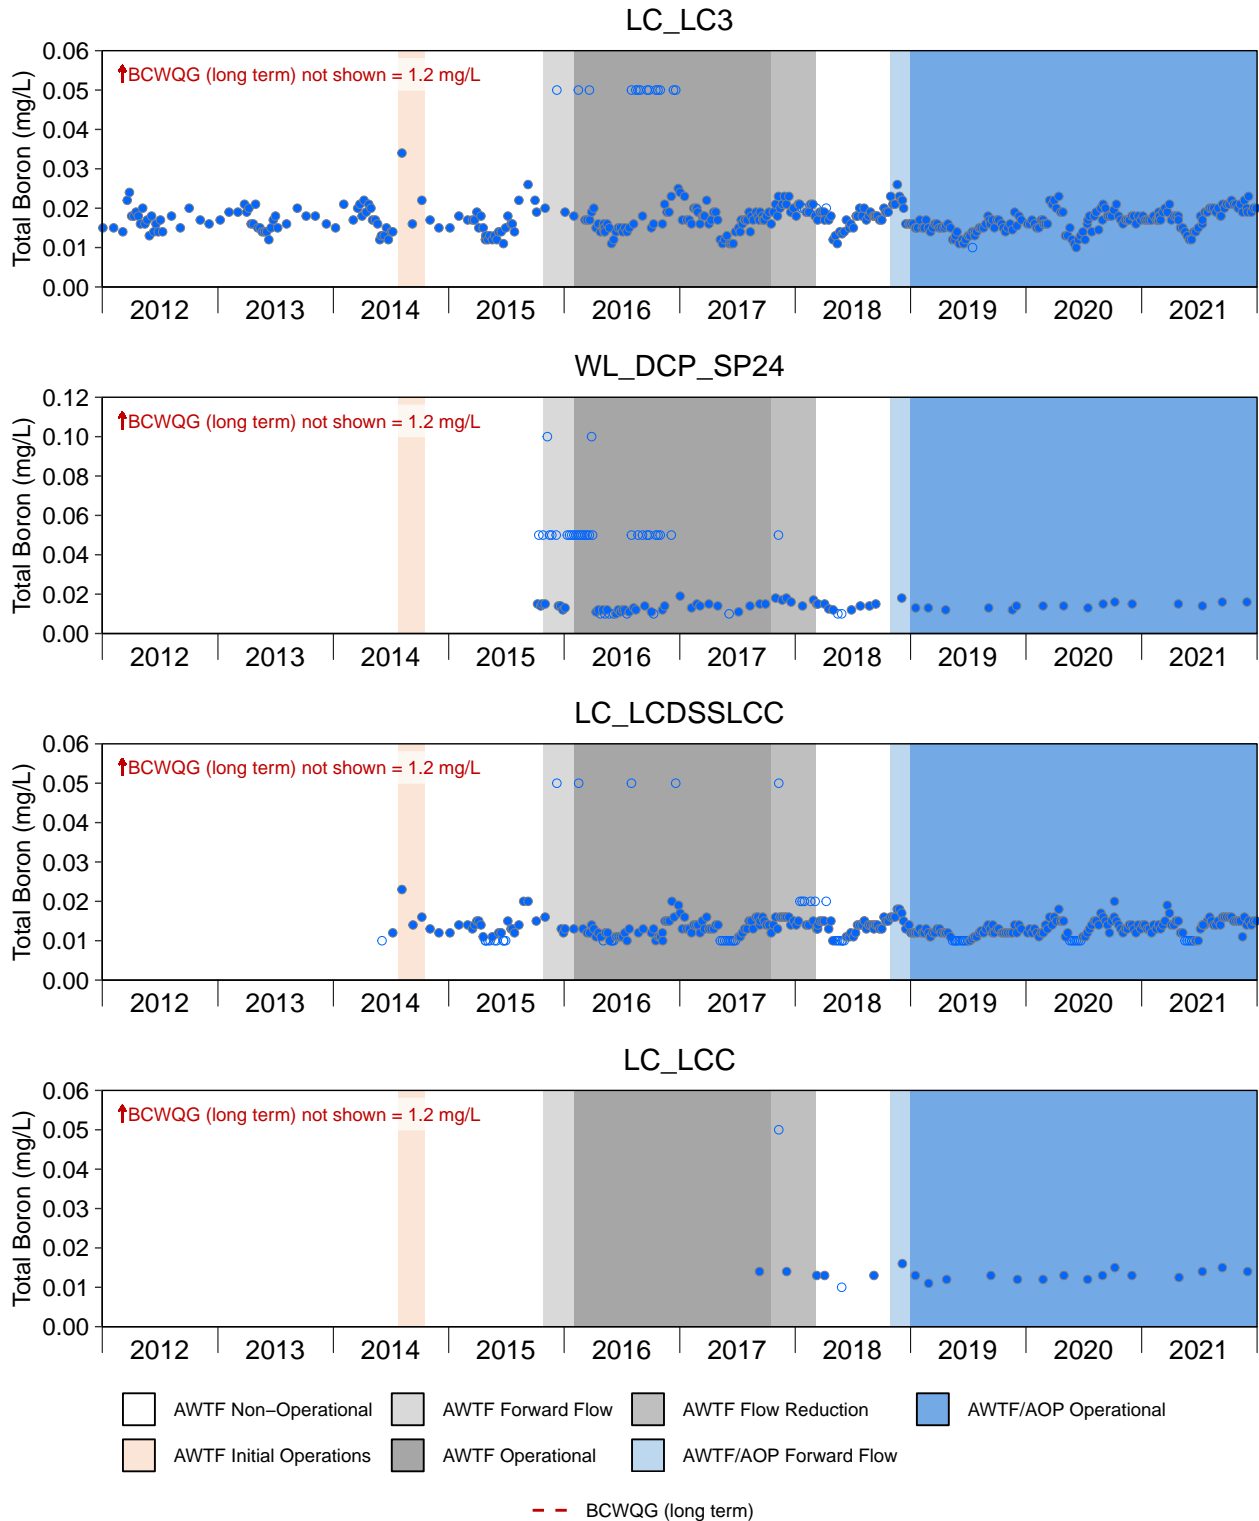 LC_LC3
Total Boron (mg/L)
0.06
0.05
0.04
0.03
0.02
0.01
0.00
↑BCWQG (long term) not shown = 1.2 mg/L
2012 2013 2014 2015 2016 2017 2018 2019 2020 2021
WL_DCP_SP24
Total Boron (mg/L)
0.12
0.10
0.08
0.06
0.04
0.02
0.00
↑BCWQG (long term) not shown = 1.2 mg/L
2012 2013 2014 2015 2016 2017 2018 2019 2020 2021
LC_LCDSSLCC
Total Boron (mg/L)
0.06
0.05
0.04
0.03
0.02
0.01
0.00
↑BCWQG (long term) not shown = 1.2 mg/L
2012 2013 2014 2015 2016 2017 2018 2019 2020 2021
LC_LCC
Total Boron (mg/L)
0.06
0.05
0.04
0.03
0.02
0.01
0.00
↑BCWQG (long term) not shown = 1.2 mg/L
2012 2013 2014 2015 2016 2017 2018 2019 2020 2021
AWTF Non−Operational AWTF Forward Flow AWTF Flow Reduction AWTF/AOP Operational
AWTF Initial Operations AWTF Operational AWTF/AOP Forward Flow
BCWQG (long term)